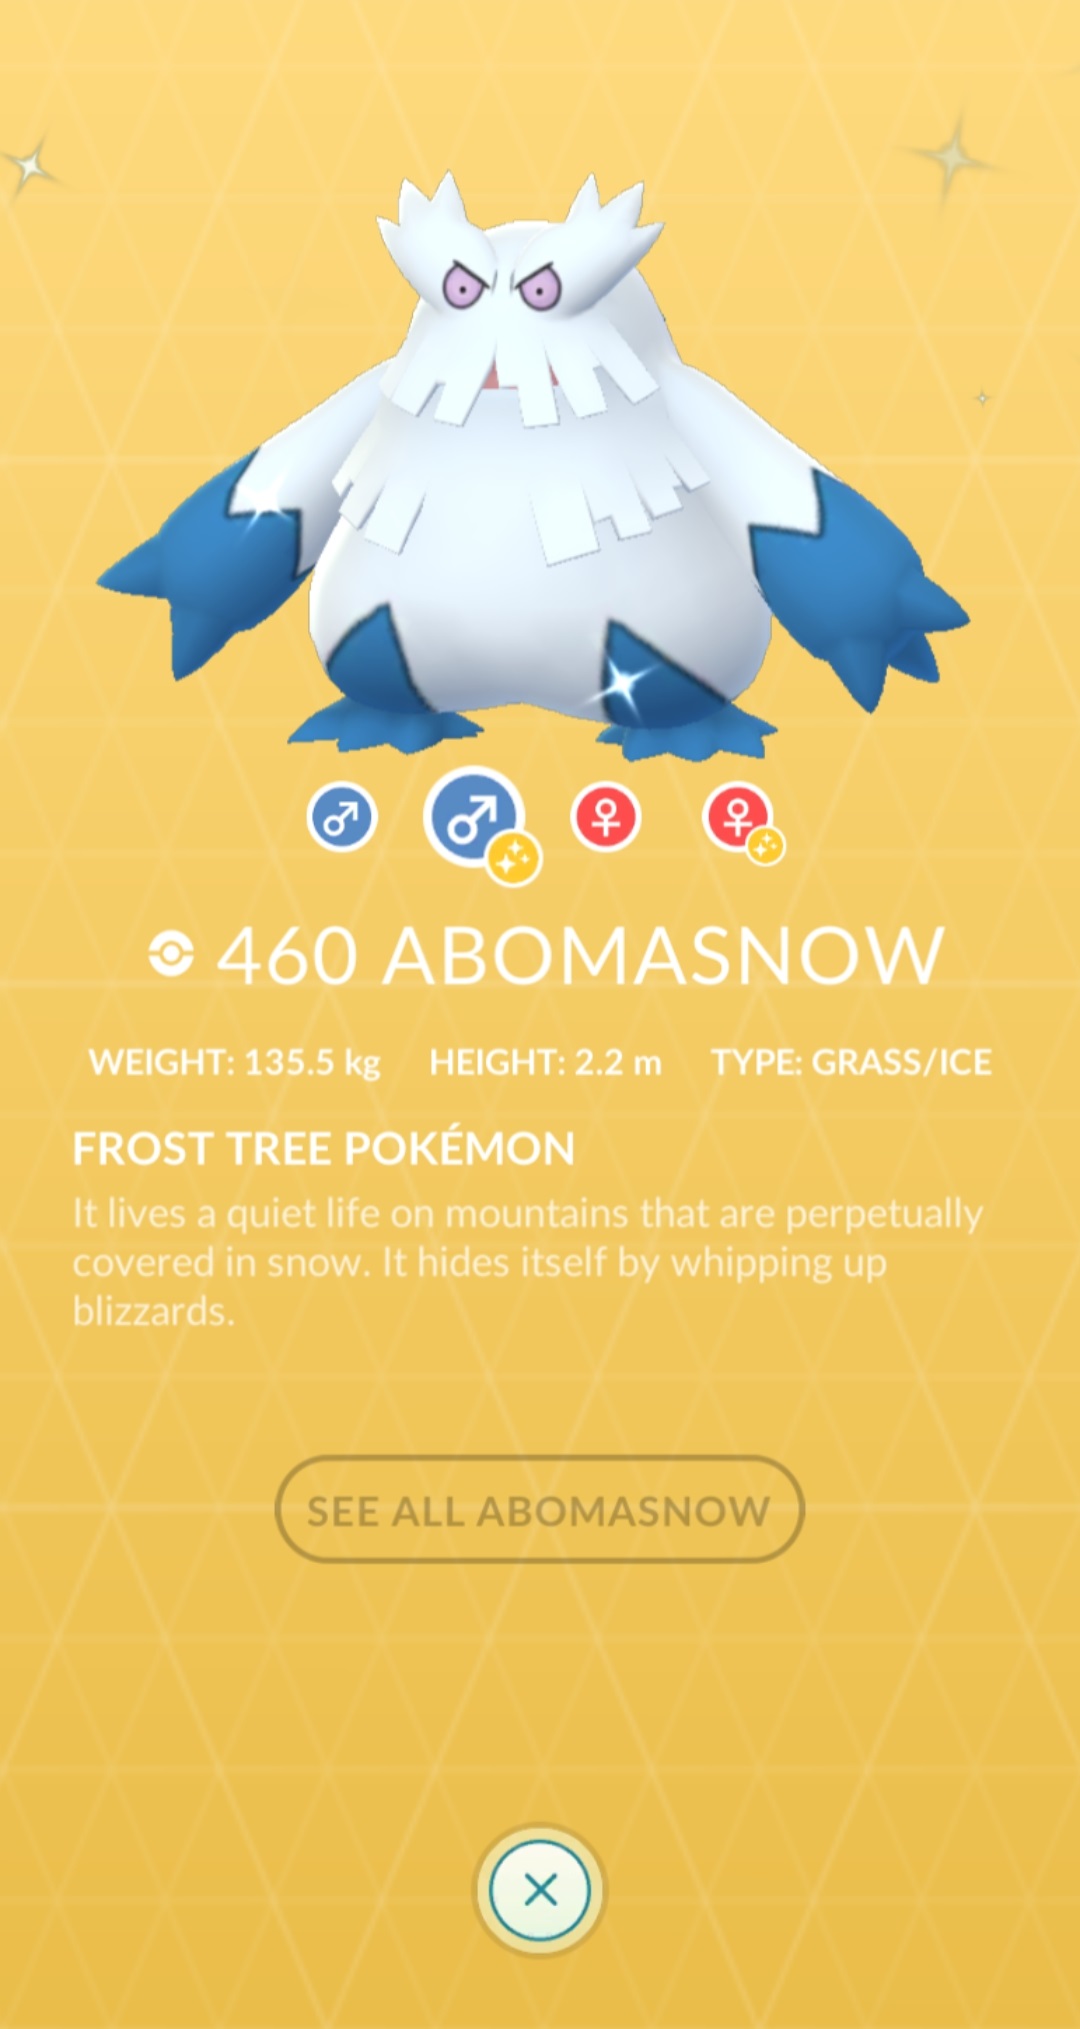 460 ABOMASNOW
WEIGHT: 135.5 kg HEIGHT: 2.2 m TYPE: GRASS/ICE
FROST TREE POKÉMON
It lives a quiet life on mountains that are perpetually
covered in snow. It hides itself by whipping up
blizzards.
SEE ALL ABOMASNOW